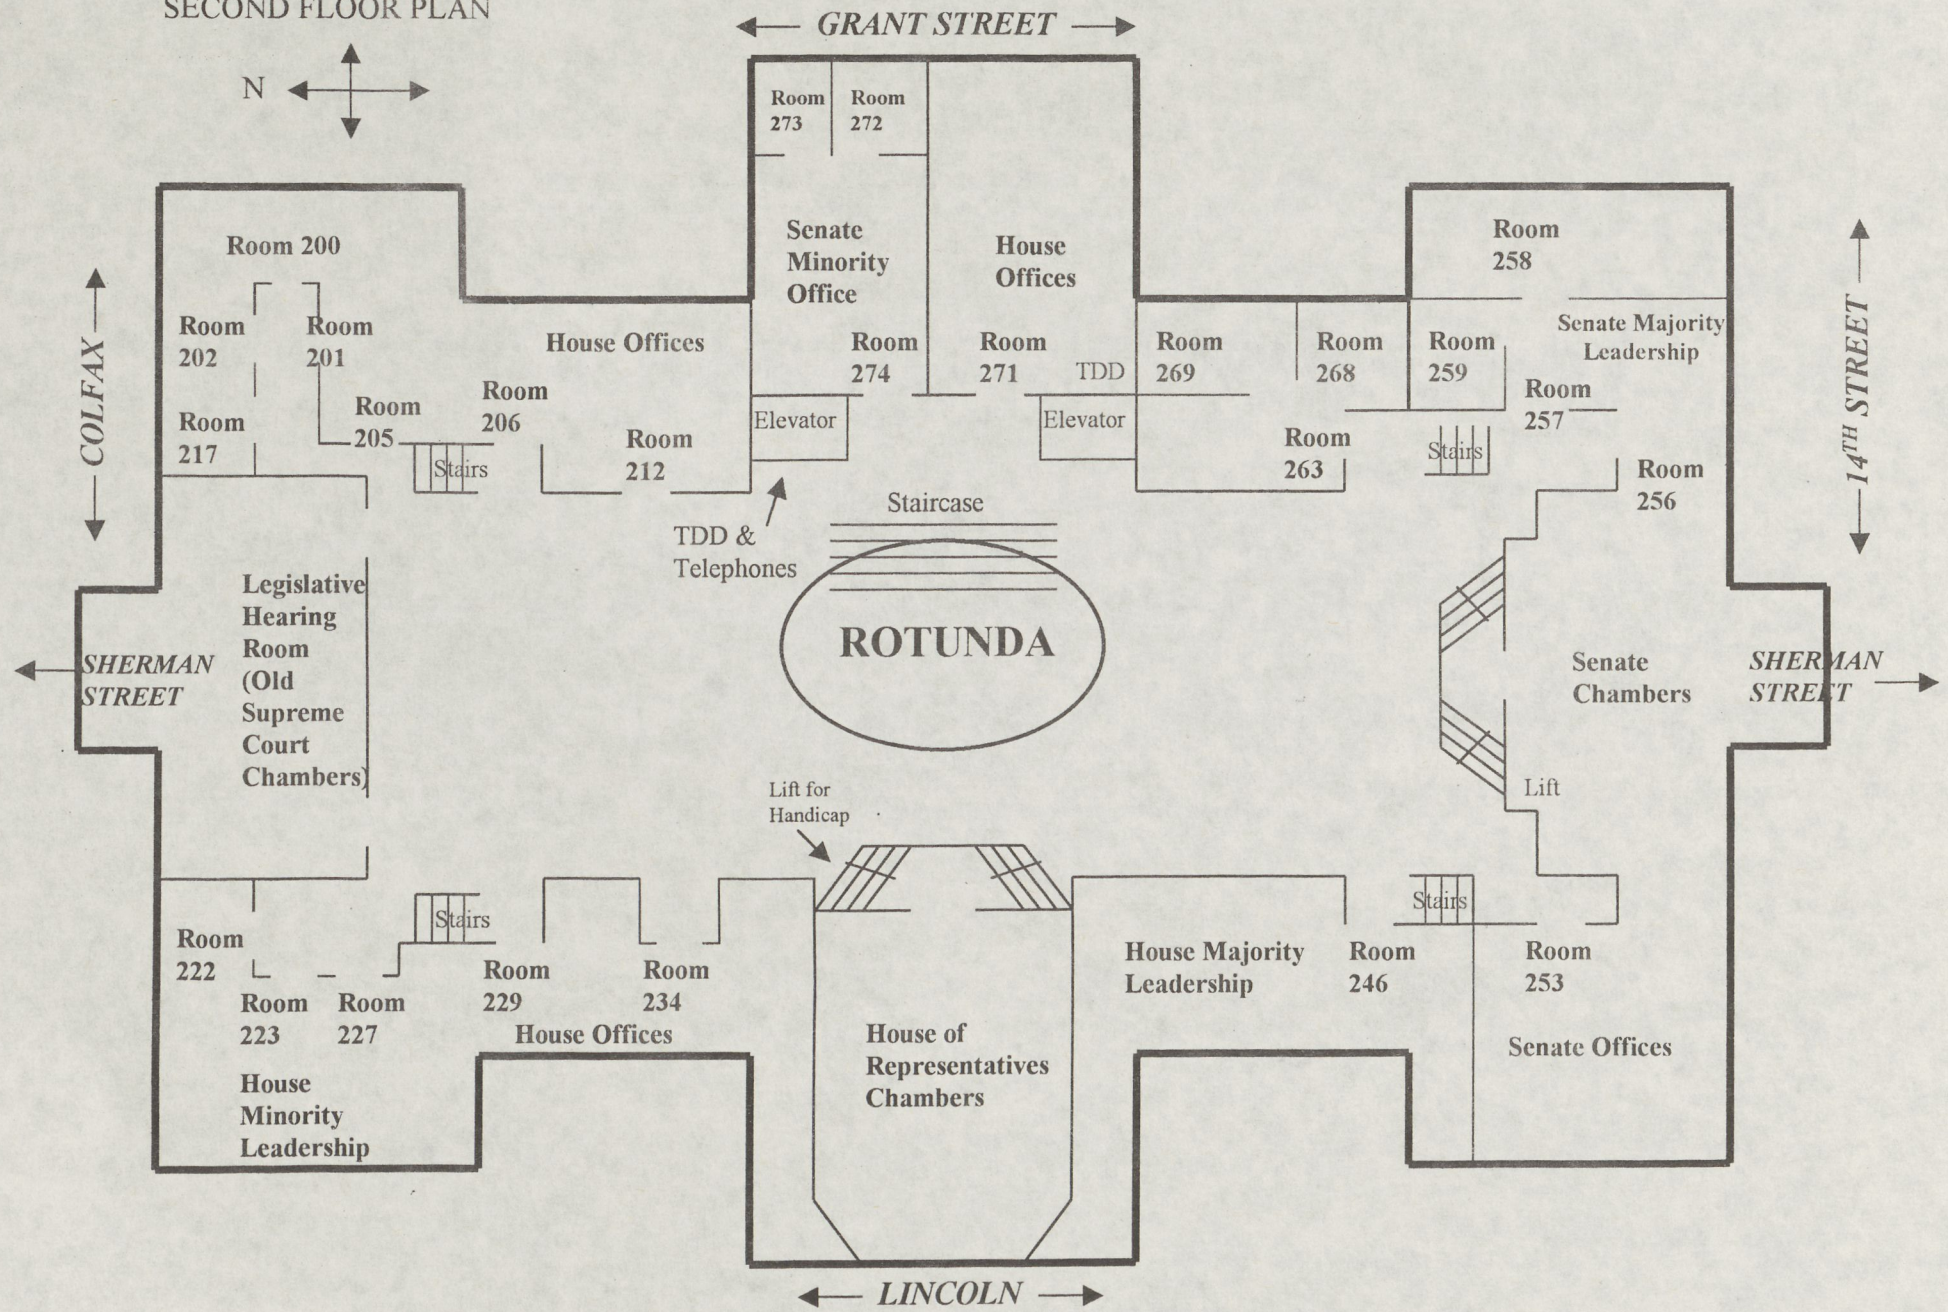 SECOND FLOOR PLAN
N
GRANT STREET
Room
273
Room
272
Room 200
Senate
Minority
Office
House
Offices
Room
258
Room
202
Room
201
House Offices
Room
274
Room
271
TDD
Room
269
Room
268
Room
259
Senate Majority
Leadership
Room
257
COLFAX
14TH STREET
Room
217
Room
205
Room
206
Room
212
Stairs
Elevator
Elevator
Room
263
Stairs
Room
256
TDD &
Telephones
Staircase
ROTUNDA
Legislative
Hearing
Room
(Old
Supreme
Court
Chambers)
SHERMAN
STREET
Senate
Chambers
SHERMAN
STREET
Lift
Lift for
Handicap
Stairs
Stairs
Room
222
Room
223
Room
227
Room
229
Room
234
House Offices
House
Minority
Leadership
House of
Representatives
Chambers
House Majority
Leadership
Room
246
Room
253
Senate Offices
LINCOLN